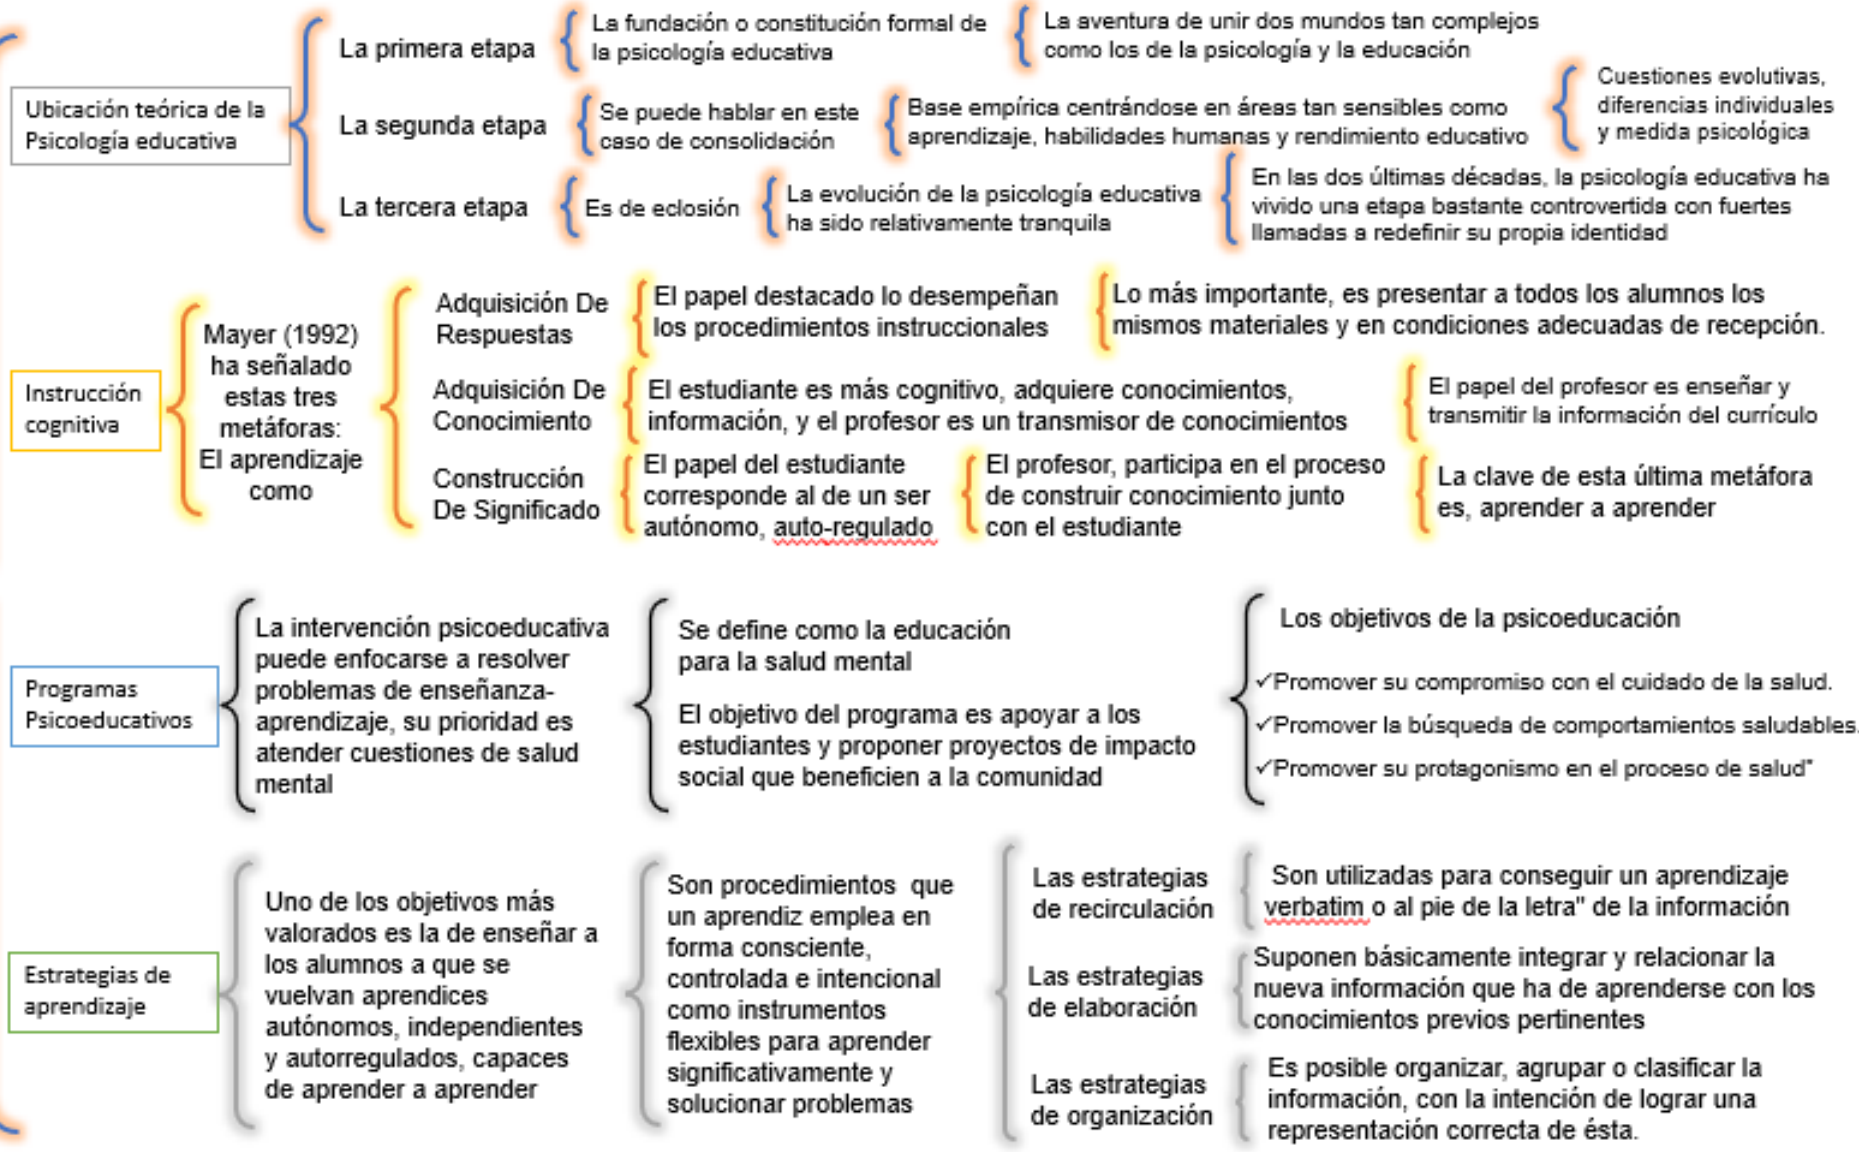 Ubicación teórica de la
Psicología educativa
La primera etapa
La fundación o constitución formal de
la psicología educativa
La aventura de unir dos mundos tan complejos
como los de la psicología y la educación
La segunda etapa
Se puede hablar en este
caso de consolidación
Base empírica centrándose en áreas tan sensibles como
aprendizaje, habilidades humanas y rendimiento educativo
Cuestiones evolutivas,
diferencias individuales
y medida psicológica
La tercera etapa
Es de eclosión
La evolución de la psicología educativa
ha sido relativamente tranquila
En las dos últimas décadas, la psicología educativa ha
vivido una etapa bastante controvertida con fuertes
llamadas a redefinir su propia identidad
Instrucción
cognitiva
Mayer (1992)
ha señalado
estas tres
metáforas:
El aprendizaje
como
Adquisición De
Respuestas
El papel destacado lo desempeñan
los procedimientos instruccionales
Lo más importante, es presentar a todos los alumnos los
mismos materiales y en condiciones adecuadas de recepción.
Adquisición De
Conocimiento
El estudiante es más cognitivo, adquiere conocimientos,
información, y el profesor es un transmisor de conocimientos
El papel del profesor es enseñar y
transmitir la información del currículo
Construcción
De Significado
El papel del estudiante
corresponde al de un ser
autónomo, auto-regulado
El profesor, participa en el proceso
de construir conocimiento junto
con el estudiante
La clave de esta última metáfora
es, aprender a aprender
Programas
Psicoeducativos
La intervención psicoeducativa
puede enfocarse a resolver
problemas de enseñanza-
aprendizaje, su prioridad es
atender cuestiones de salud
mental
Se define como la educación
para la salud mental
El objetivo del programa es apoyar a los
estudiantes y proponer proyectos de impacto
social que beneficien a la comunidad
Los objetivos de la psicoeducación
✓Promover su compromiso con el cuidado de la salud.
✓Promover la búsqueda de comportamientos saludables.
✓Promover su protagonismo en el proceso de salud"
Estrategias de
aprendizaje
Uno de los objetivos más
valorados es la de enseñar a
los alumnos a que se
vuelvan aprendices
autónomos, independientes
y autorregulados, capaces
de aprender a aprender
Son procedimientos que
un aprendiz emplea en
forma consciente,
controlada e intencional
como instrumentos
flexibles para aprender
significativamente y
solucionar problemas
Las estrategias
de recirculación
Son utilizadas para conseguir un aprendizaje
verbatim o al pie de la letra" de la información
Las estrategias
de elaboración
Suponen básicamente integrar y relacionar la
nueva información que ha de aprenderse con los
conocimientos previos pertinentes
Las estrategias
de organización
Es posible organizar, agrupar o clasificar la
información, con la intención de lograr una
representación correcta de ésta.